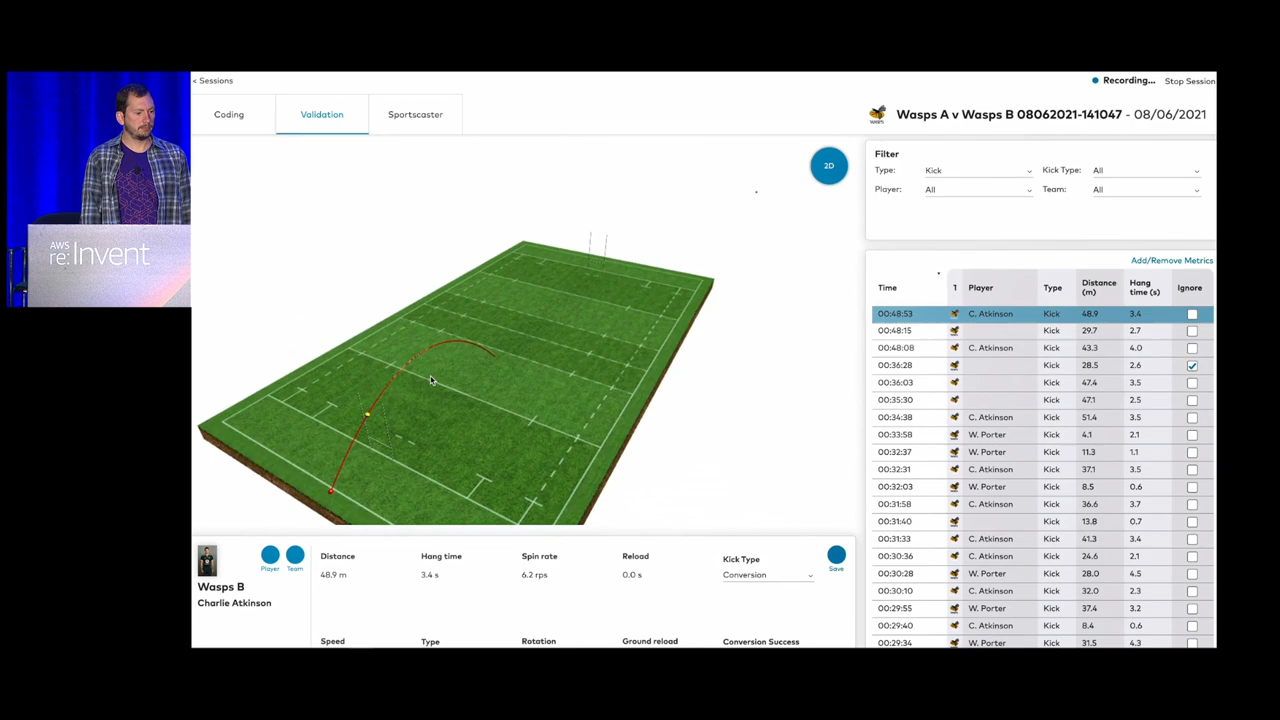 AWS
re:Invent
< Sessions
Recording...
Stop Session
Coding
Validation
Sportscaster
WASPS
Wasps A v Wasps B 08062021-141047 - 08/06/2021
2D
Filter
Type: Kick
Kick Type: All
Player: All
Team: All
Add/Remove Metrics
Time 1 Player Type Distance (m) Hang time (s) Ignore
00:48:53 C. Atkinson Kick 48.9 3.4
00:48:15 Kick 29.7 2.7
00:48:08 C. Atkinson Kick 43.3 4.0
00:36:28 Kick 28.5 2.6
00:36:03 Kick 47.4 3.5
00:35:30 Kick 47.1 2.5
00:34:38 C. Atkinson Kick 51.4 3.5
00:33:58 W. Porter Kick 4.1 2.1
00:32:37 W. Porter Kick 11.3 1.1
00:32:31 C. Atkinson Kick 37.1 3.5
00:32:03 W. Porter Kick 8.5 0.6
00:31:58 C. Atkinson Kick 36.6 3.7
00:31:40 Kick 13.8 0.7
00:31:33 C. Atkinson Kick 41.3 3.4
00:30:36 C. Atkinson Kick 24.6 2.1
00:30:28 W. Porter Kick 28.0 4.5
00:30:10 C. Atkinson Kick 32.0 2.3
00:29:55 W. Porter Kick 37.4 3.2
00:29:40 C. Atkinson Kick 8.4 0.6
00:29:34 W. Porter Kick 31.5 4.3
Player
Team
Wasps B
Charlie Atkinson
Distance Hang time Spin rate Reload Kick Type
48.9 m 3.4 s 6.2 rps 0.0 s Conversion
Save
Speed Type Rotation Ground reload Conversion Success